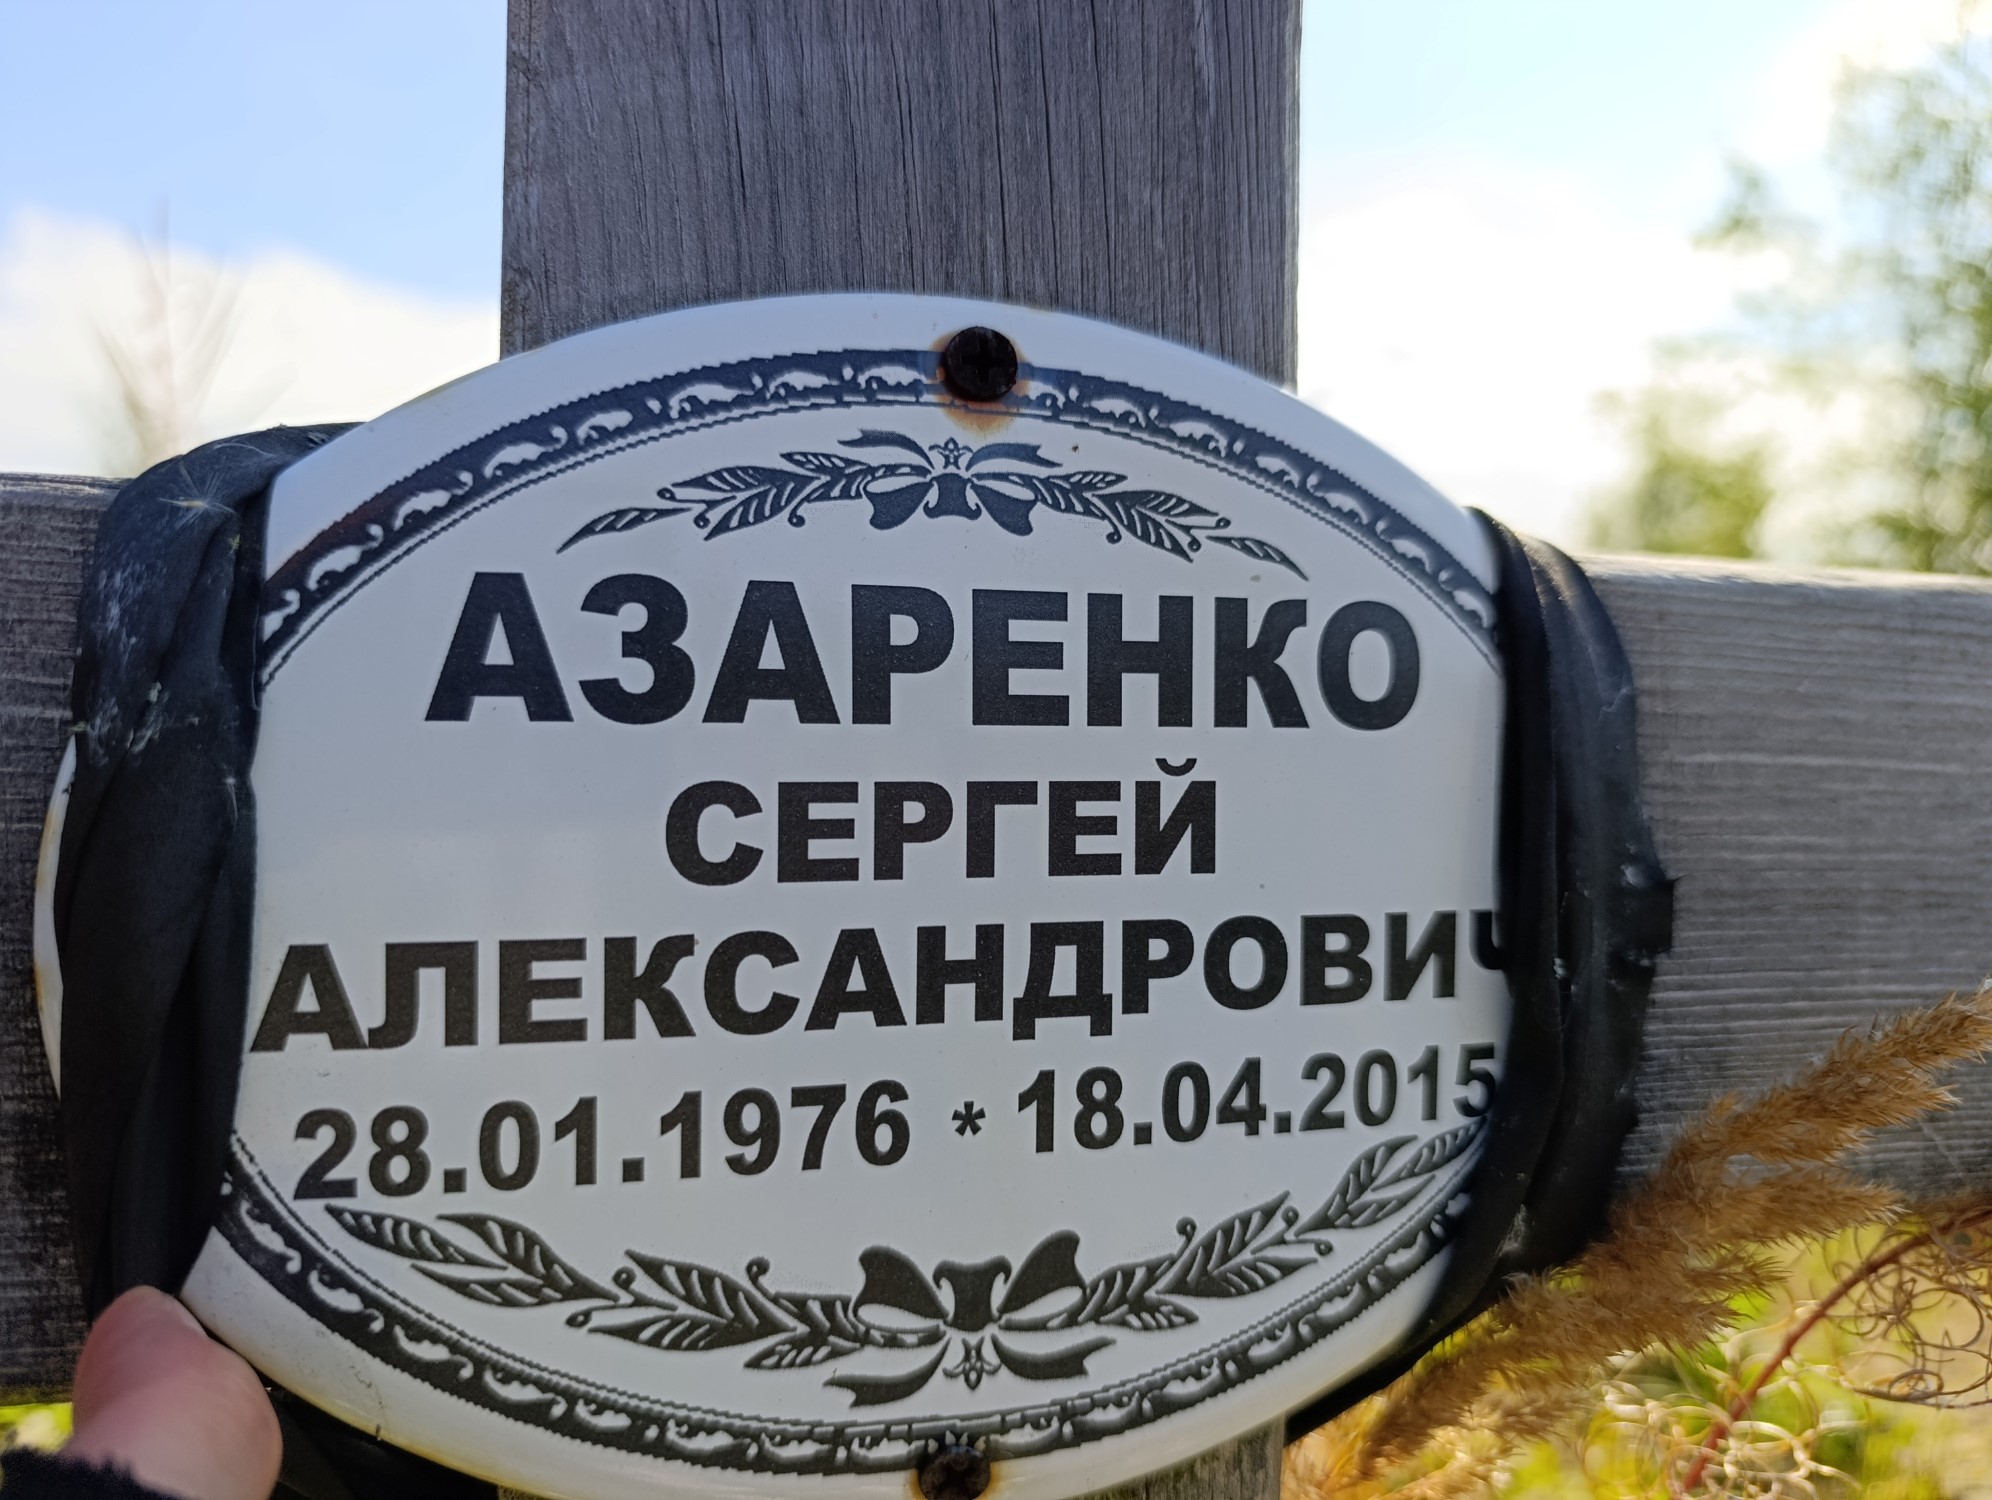 АЗАРЕНКО
СЕРГЕЙ
АЛЕКСАНДРОВИЧ
28.01.1976 * 18.04.2015